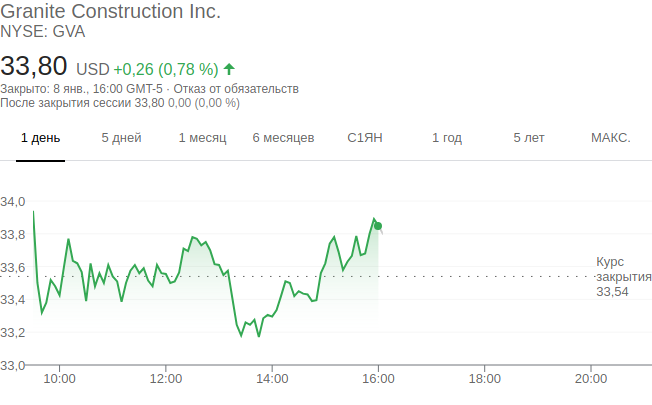 Granite Construction Inc.
NYSE: GVA
33,80 USD +0,26 (0,78 %)
Закрыто: 8 янв., 16:00 GMT-5 · Отказ от обязательств
После закрытия сессии 33,80 0,00 (0,00 %)
1 день 5 дней 1 месяц 6 месяцев С1ЯН 1 год 5 лет МАКС.
34,0
33,8
33,6
33,4
33,2
33,0
Курс
закрытия
33,54
10:00 12:00 14:00 16:00 18:00 20:00